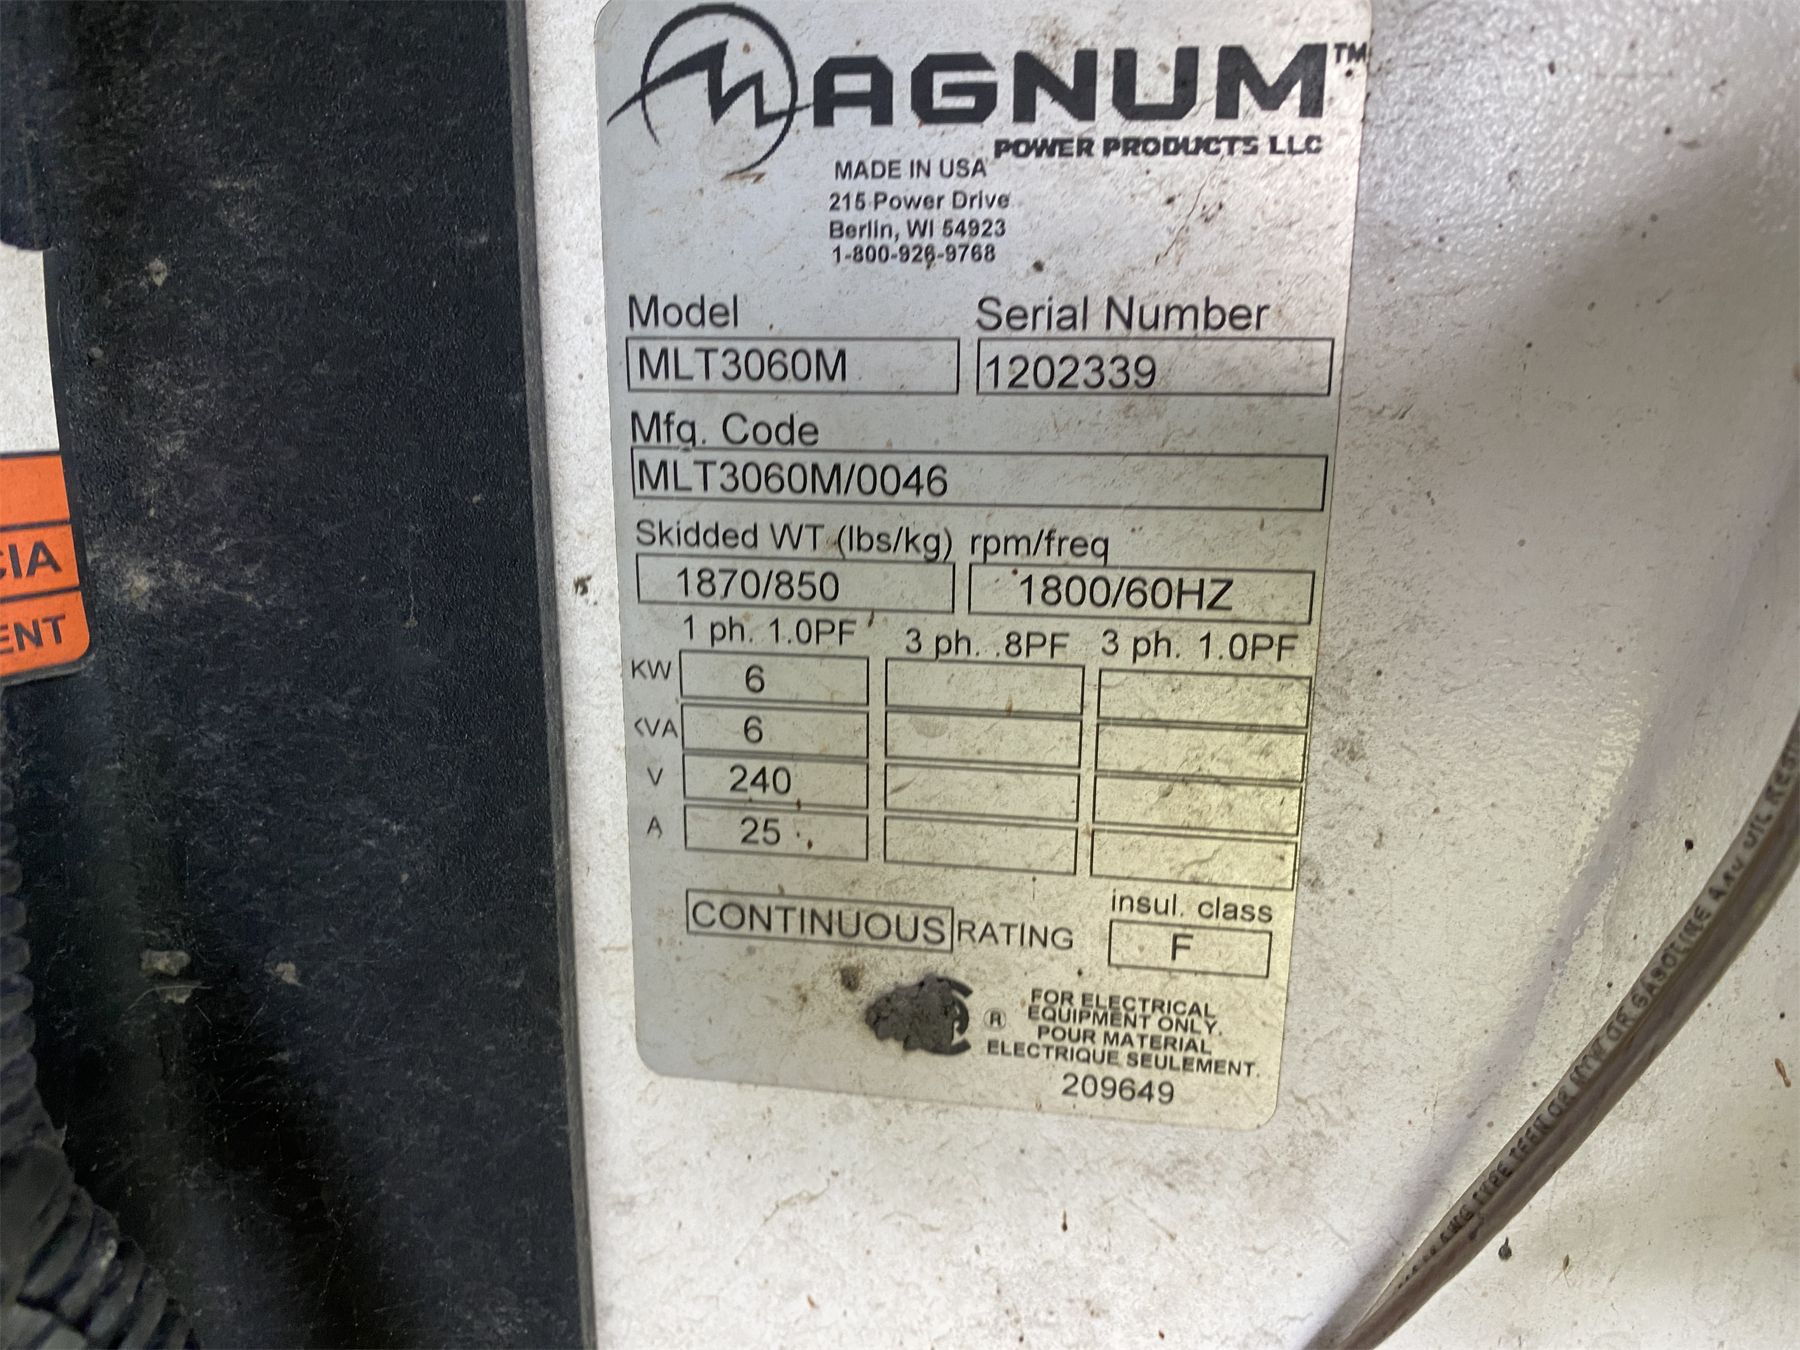 MAGNUM™
POWER PRODUCTS LLC
MADE IN USA
215 Power Drive
Berlin, WI 54923
1-800-926-9768
Model Serial Number
MLT3060M 1202339
Mfg. Code
MLT3060M/0046
Skidded WT (lbs/kg) rpm/freq
1870/850 1800/60HZ
1 ph. 1.0PF 3 ph. .8PF 3 ph. 1.0PF
KW 6
KVA 6
V 240
A 25
insul. class
CONTINUOUS RATING F
® FOR ELECTRICAL
EQUIPMENT ONLY.
POUR MATERIAL
ELECTRIQUE SEULEMENT.
209649
CIA
ENT
OR GASOLINE